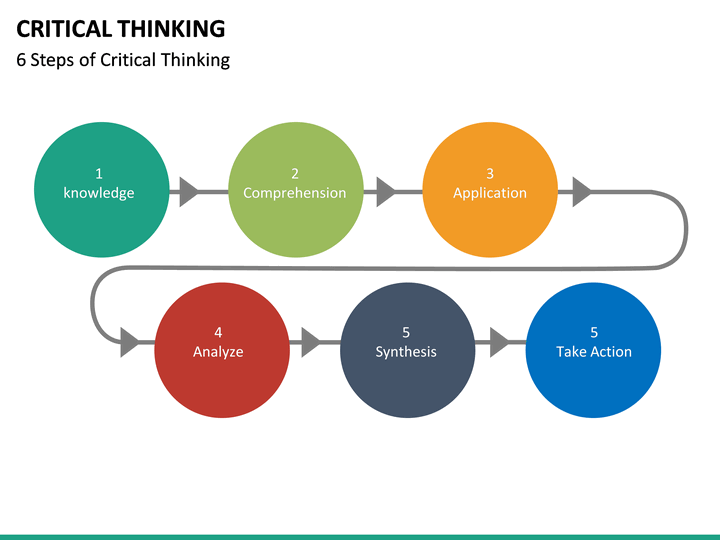 CRITICAL THINKING
6 Steps of Critical Thinking
1
knowledge
2
Comprehension
3
Application
4
Analyze
5
Synthesis
5
Take Action